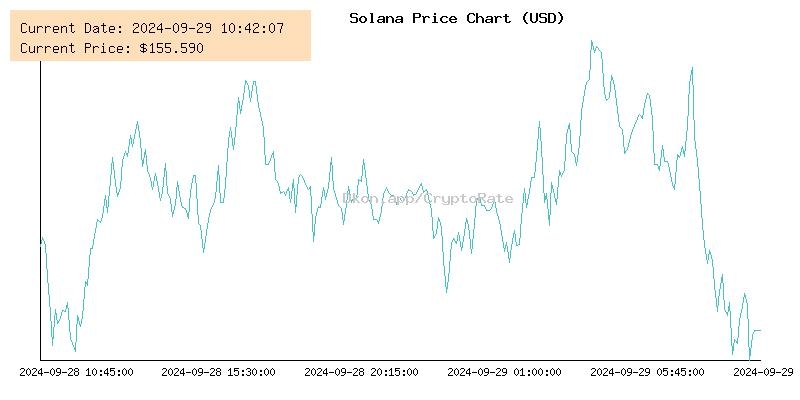 Solana Price Chart (USD)
Current Date: 2024-09-29 10:42:07
Current Price: $155.590
Dkon.app/CryptoRate
2024-09-28 10:45:00 2024-09-28 15:30:00 2024-09-28 20:15:00 2024-09-29 01:00:00 2024-09-29 05:45:00 2024-09-29